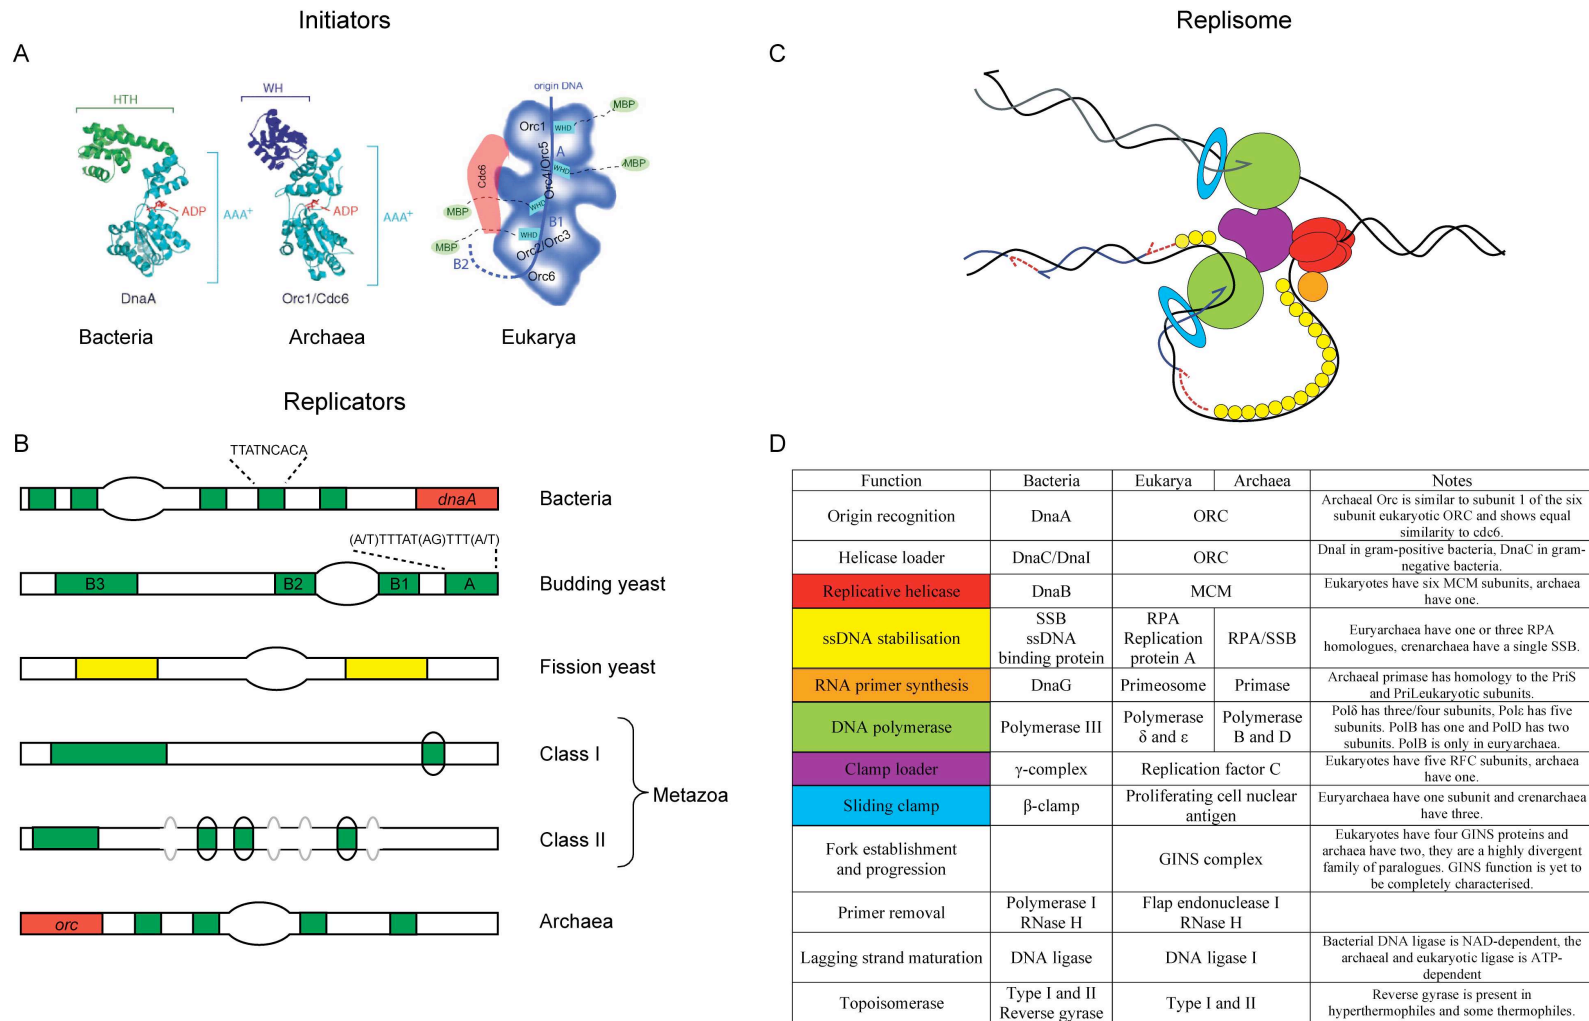 Initiators
A
HTH
ADP
AAA+
DnaA
Bacteria
WH
ADP
AAA+
Orc1/Cdc6
Archaea
origin DNA
MBP
Orc1
WHD
A
Orc4/Orc5
WHD
MBP
Cdc6
MBP
WHD
B1
WHD
MBP
Orc2/Orc3
B2
Orc6
Eukarya
Replicators
B
TTATNCACA
dnaA
Bacteria
(A/T)TTTAT(AG)TTT(A/T)
B3
B2
B1
A
Budding yeast
Fission yeast
Class I
Metazoa
Class II
orc
Archaea
Replisome
C
D
Function Bacteria Eukarya Archaea Notes
Origin recognition DnaA ORC
Archaeal Orc is similar to subunit 1 of the six
subunit eukaryotic ORC and shows equal
similarity to cdc6.
Helicase loader DnaC/DnaI ORC
DnaI in gram-positive bacteria, DnaC in gram-
negative bacteria.
Replicative helicase DnaB MCM
Eukaryotes have six MCM subunits, archaea
have one.
ssDNA stabilisation
SSB
ssDNA
binding protein
RPA
Replication
protein A
RPA/SSB
Euryarchaea have one or three RPA
homologues, crenarchaea have a single SSB.
RNA primer synthesis DnaG Primeosome Primase
Archaeal primase has homology to the PriS
and PriLeukaryotic subunits.
DNA polymerase Polymerase III
Polymerase
δ and ε
Polymerase
B and D
Polδ has three/four subunits, Polε has five
subunits. PolB has one and PolD has two
subunits. PolB is only in euryarchaea.
Clamp loader γ-complex Replication factor C
Eukaryotes have five RFC subunits, archaea
have one.
Sliding clamp β-clamp
Proliferating cell nuclear
antigen
Euryarchaea have one subunit and crenarchaea
have three.
Fork establishment
and progression
GINS complex
Eukaryotes have four GINS proteins and
archaea have two, they are a highly divergent
family of paralogues. GINS function is yet to
be completely characterised.
Primer removal
Polymerase I
RNase H
Flap endonuclease I
RNase H
Lagging strand maturation DNA ligase DNA ligase I
Bacterial DNA ligase is NAD-dependent, the
archaeal and eukaryotic ligase is ATP-
dependent
Topoisomerase
Type I and II
Reverse gyrase
Type I and II
Reverse gyrase is present in
hyperthermophiles and some thermophiles.